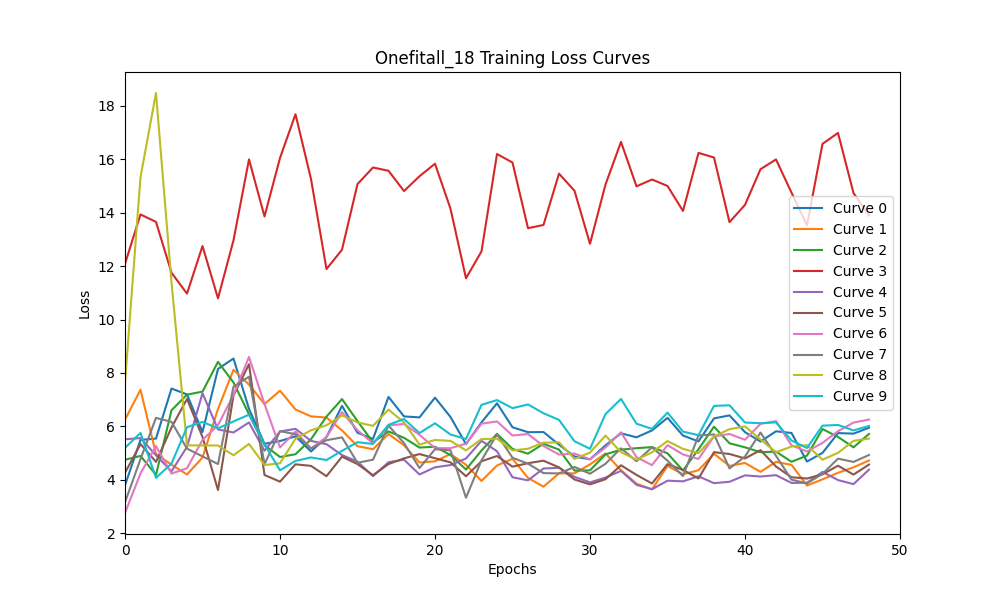 Onefitall_18 Training Loss Curves
18
16
14
12
10
8
6
4
2
Loss
0
10
20
30
40
50
Epochs
Curve 0
Curve 1
Curve 2
Curve 3
Curve 4
Curve 5
Curve 6
Curve 7
Curve 8
Curve 9